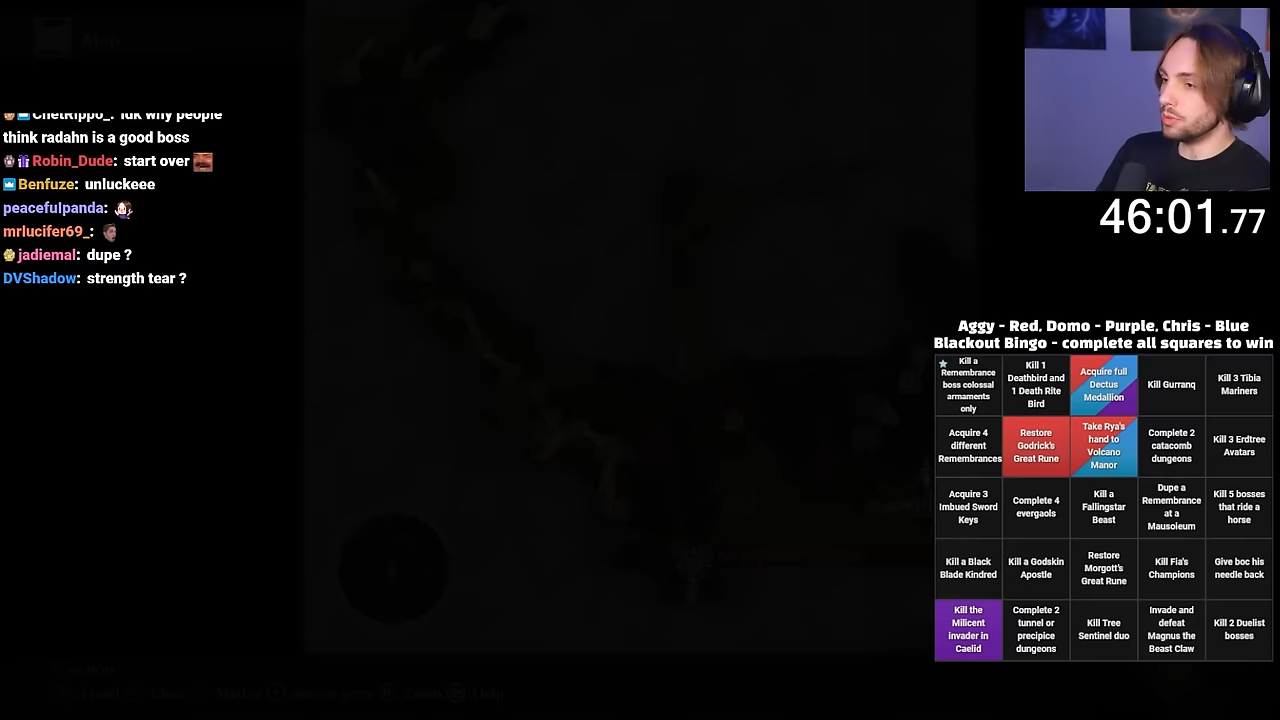 Map
ChetRippo_: idk why people
think radahn is a good boss
Robin_Dude: start over
Benfuze: unluckeee
peacefulpanda:
mrlucifer69_:
jadiemal: dupe ?
DVShadow: strength tear ?
46:01.77
Aggy - Red, Domo - Purple, Chris - Blue
Blackout Bingo - complete all squares to win
Kill a
Remembrance
boss colossal
armaments
only
Kill 1
Deathbird and
1 Death Rite
Bird
Acquire full
Dectus
Medallion
Kill Gurranq
Kill 3 Tibia
Mariners
Acquire 4
different
Remembrances
Restore
Godrick's
Great Rune
Take Rya's
hand to
Volcano
Manor
Complete 2
catacomb
dungeons
Kill 3 Erdtree
Avatars
Acquire 3
Imbued Sword
Keys
Complete 4
evergaols
Kill a
Fallingstar
Beast
Dupe a
Remembrance
at a
Mausoleum
Kill 5 bosses
that ride a
horse
Kill a Black
Blade Kindred
Kill a Godskin
Apostle
Restore
Morgott's
Great Rune
Kill Fia's
Champions
Give boc his
needle back
Kill the
Milicent
invader in
Caelid
Complete 2
tunnel or
precipice
dungeons
Kill Tree
Sentinel duo
Invade and
defeat
Magnus the
Beast Claw
Kill 2 Duelist
bosses